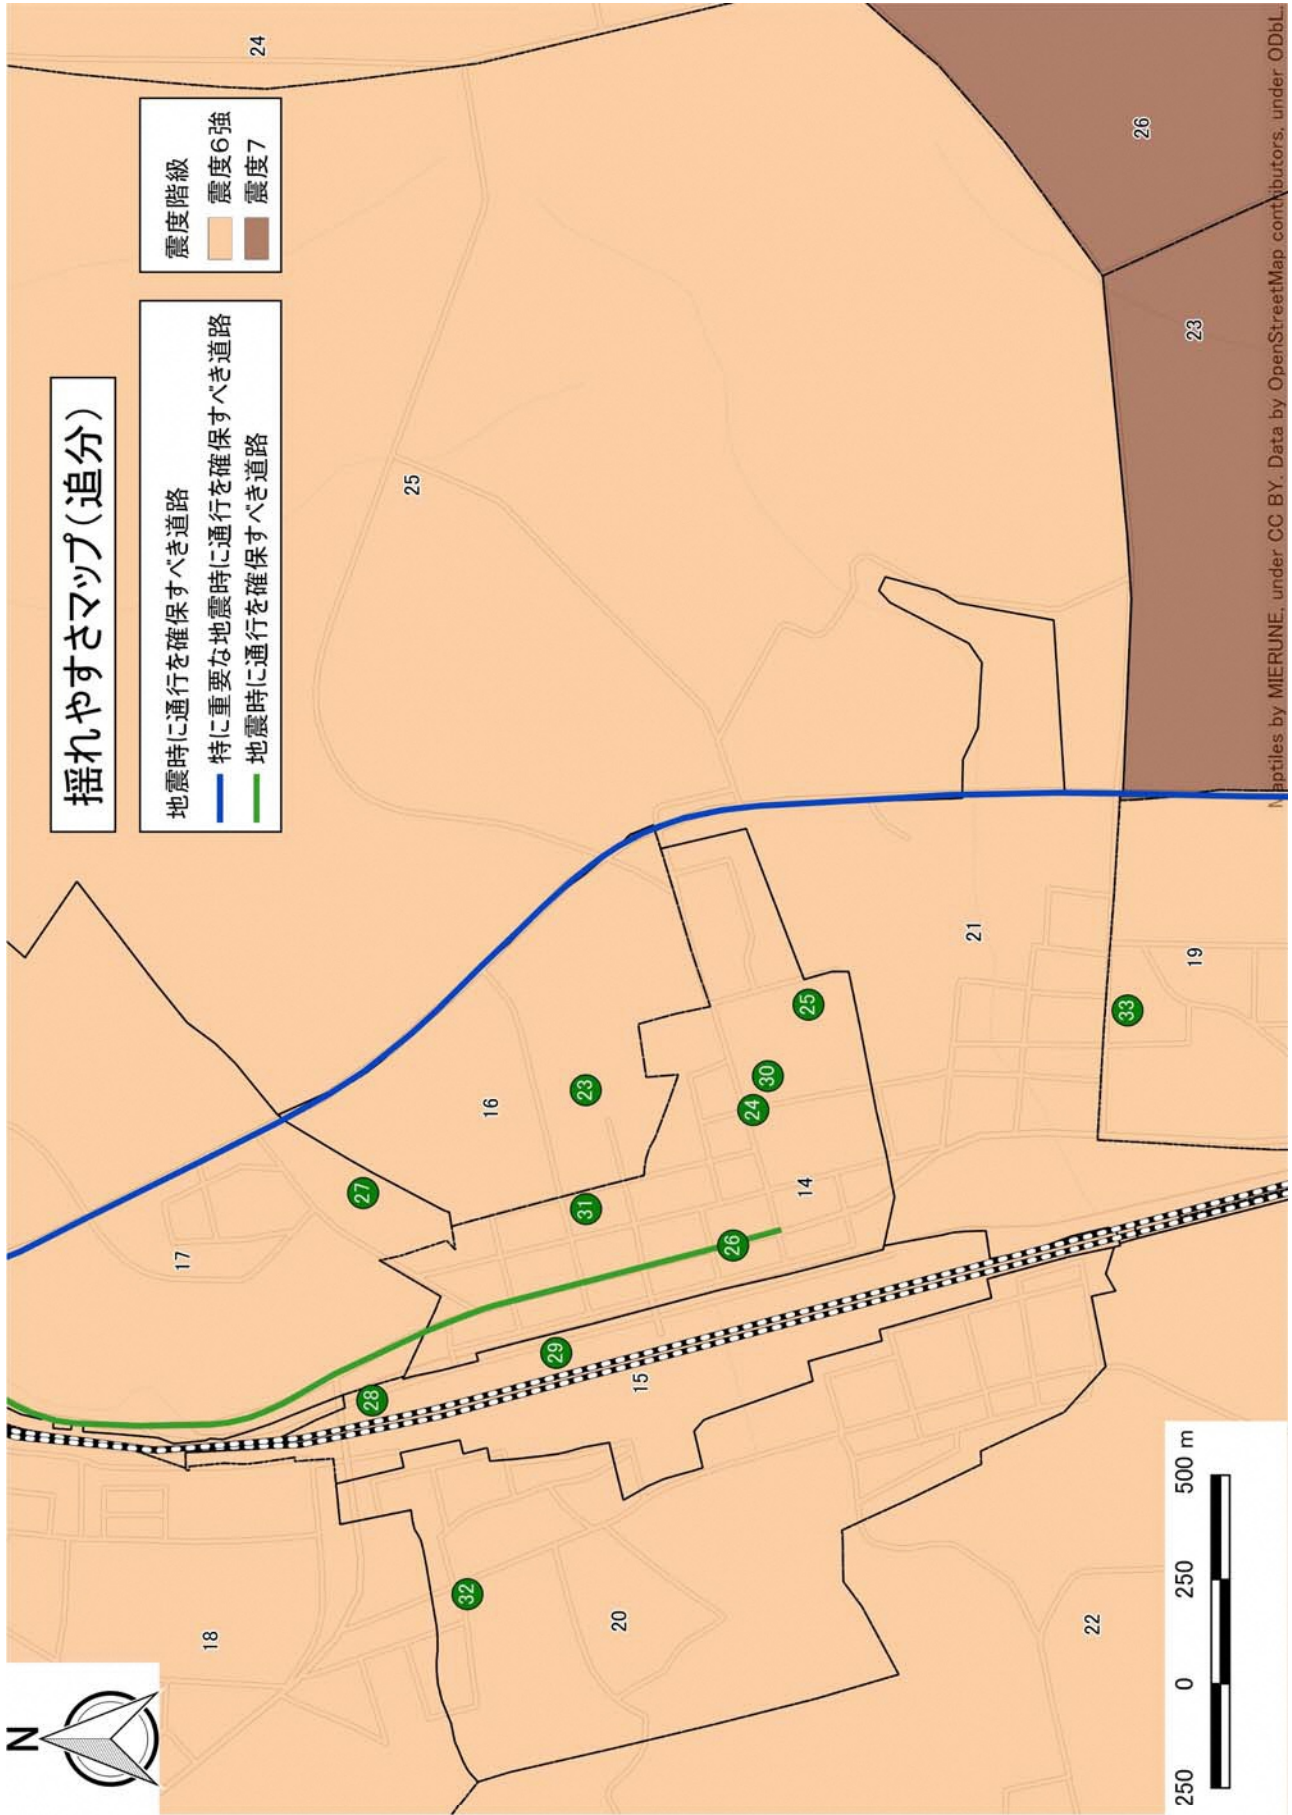 揺れやすさマップ(追分)
地震時に通行を確保すべき道路
特に重要な地震時に通行を確保すべき道路
地震時に通行を確保すべき道路
震度階級
震度6強
震度7
N
24
25
17
27
16
23
31
28
29
15
26
24
30
25
14
18
32
20
22
21
33
19
23
26
250 0 250 500 m
Maptiles by MIERUNE, under CC BY. Data by OpenStreetMap contributors, under ODbL.